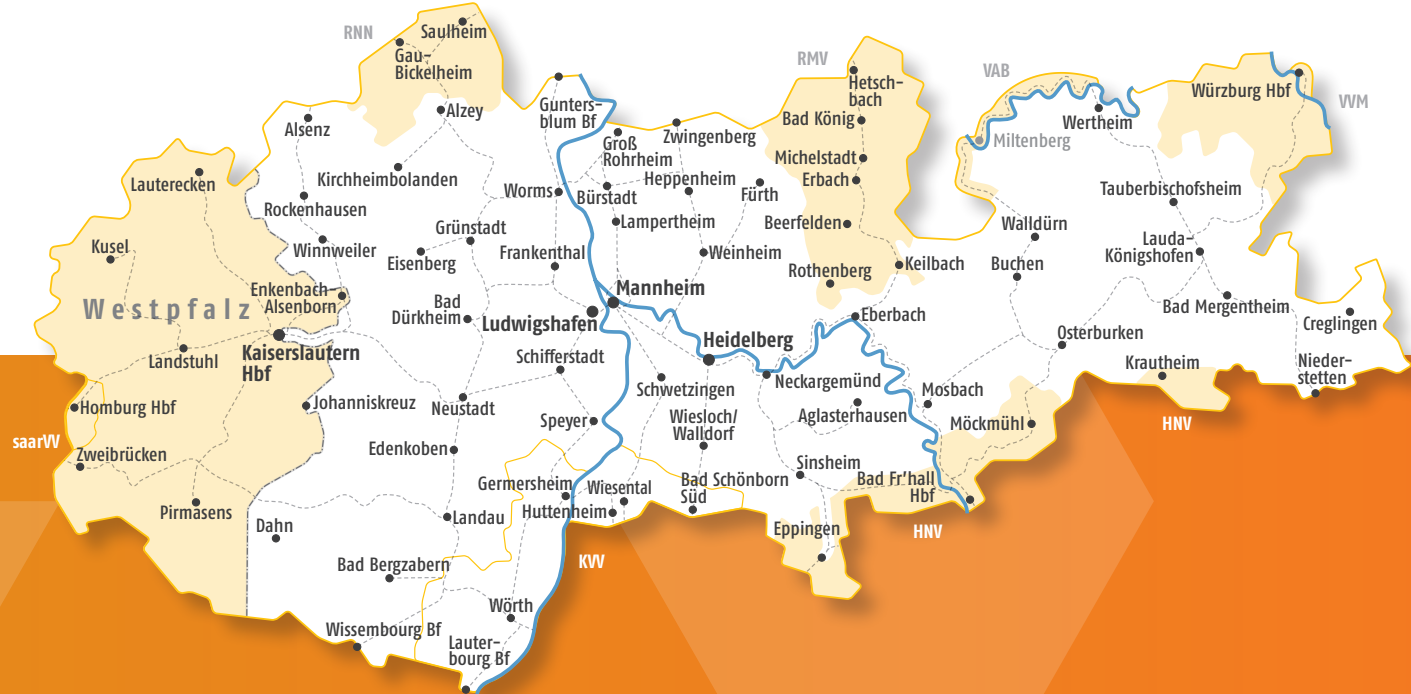 RNN
Saulheim
Gau-
Bickelheim
RMV
Hetsch-
bach
VAB
Würzburg Hbf
VVM
Alzey
Gunters-
blum Bf
Bad König
Wertheim
Alsenz
Groß
Rohrheim
Zwingenberg
Miltenberg
Michelstadt
Erbach
Lauterecken
Kirchheimbolanden
Worms
Bürstadt
Heppenheim
Fürth
Tauberbischofsheim
Rockenhausen
Lampertheim
Beerfelden
Walldürn
Kusel
Winnweiler
Grünstadt
Eisenberg
Frankenthal
Weinheim
Rothenberg
Keilbach
Buchen
Lauda-
Königshofen
Enkenbach-
Alsenborn
Westpfalz
Bad
Dürkheim
Mannheim
Ludwigshafen
Eberbach
Bad Mergentheim
Creglingen
Landstuhl
Kaiserslautern
Hbf
Schifferstadt
Heidelberg
Osterburken
Krautheim
Nieder-
stetten
Homburg Hbf
Johanniskreuz
Neustadt
Schwetzingen
Neckargemünd
Mosbach
Aglasterhausen
saarVV
Speyer
Wiesloch/
Walldorf
Möckmühl
HNV
Zweibrücken
Edenkoben
Sinsheim
Germersheim
Wiesental
Bad Schönborn
Süd
Bad Fr'hall
Hbf
Pirmasens
Dahn
Landau
Huttenheim
Eppingen
HNV
KVV
Bad Bergzabern
Wörth
Wissembourg Bf
Lauter-
bourg Bf